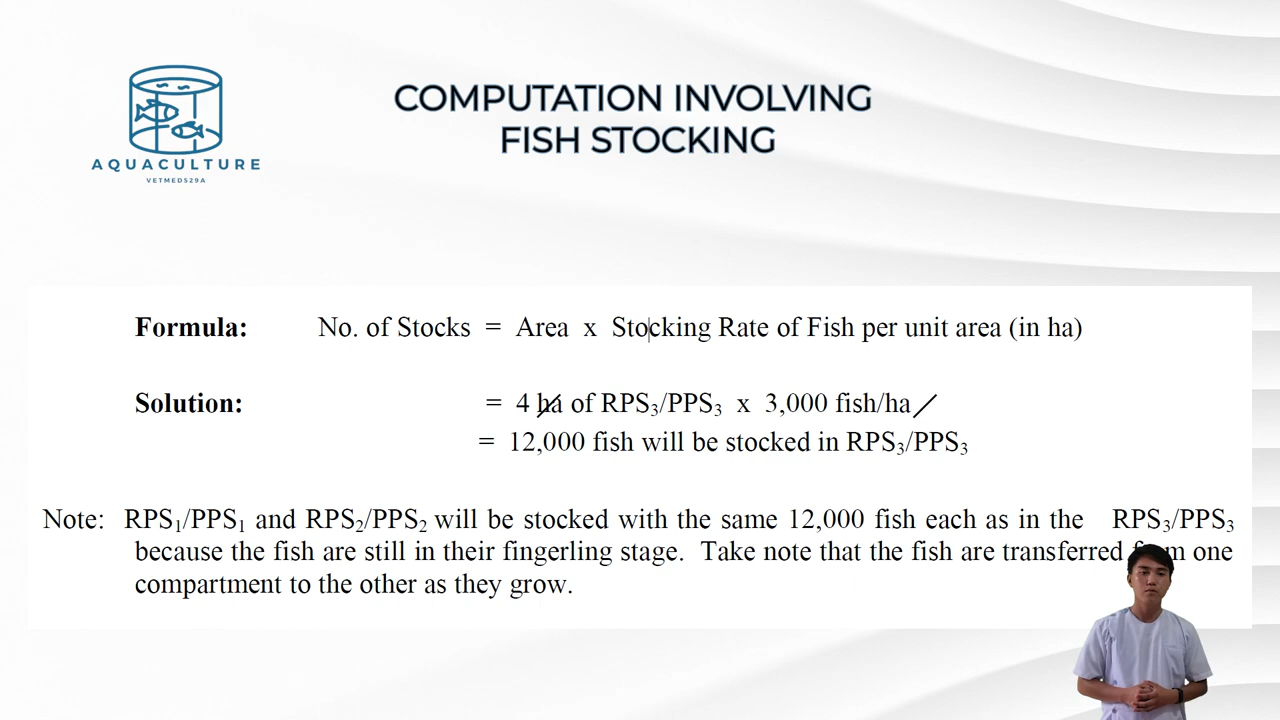 AQUACULTURE
VETMEDS29A
COMPUTATION INVOLVING
FISH STOCKING
Formula: No. of Stocks = Area x Stocking Rate of Fish per unit area (in ha)
Solution: = 4 ha of RPS₃/PPS₃ x 3,000 fish/ha
= 12,000 fish will be stocked in RPS₃/PPS₃
Note: RPS₁/PPS₁ and RPS₂/PPS₂ will be stocked with the same 12,000 fish each as in the RPS₃/PPS₃
because the fish are still in their fingerling stage. Take note that the fish are transferred one
compartment to the other as they grow.